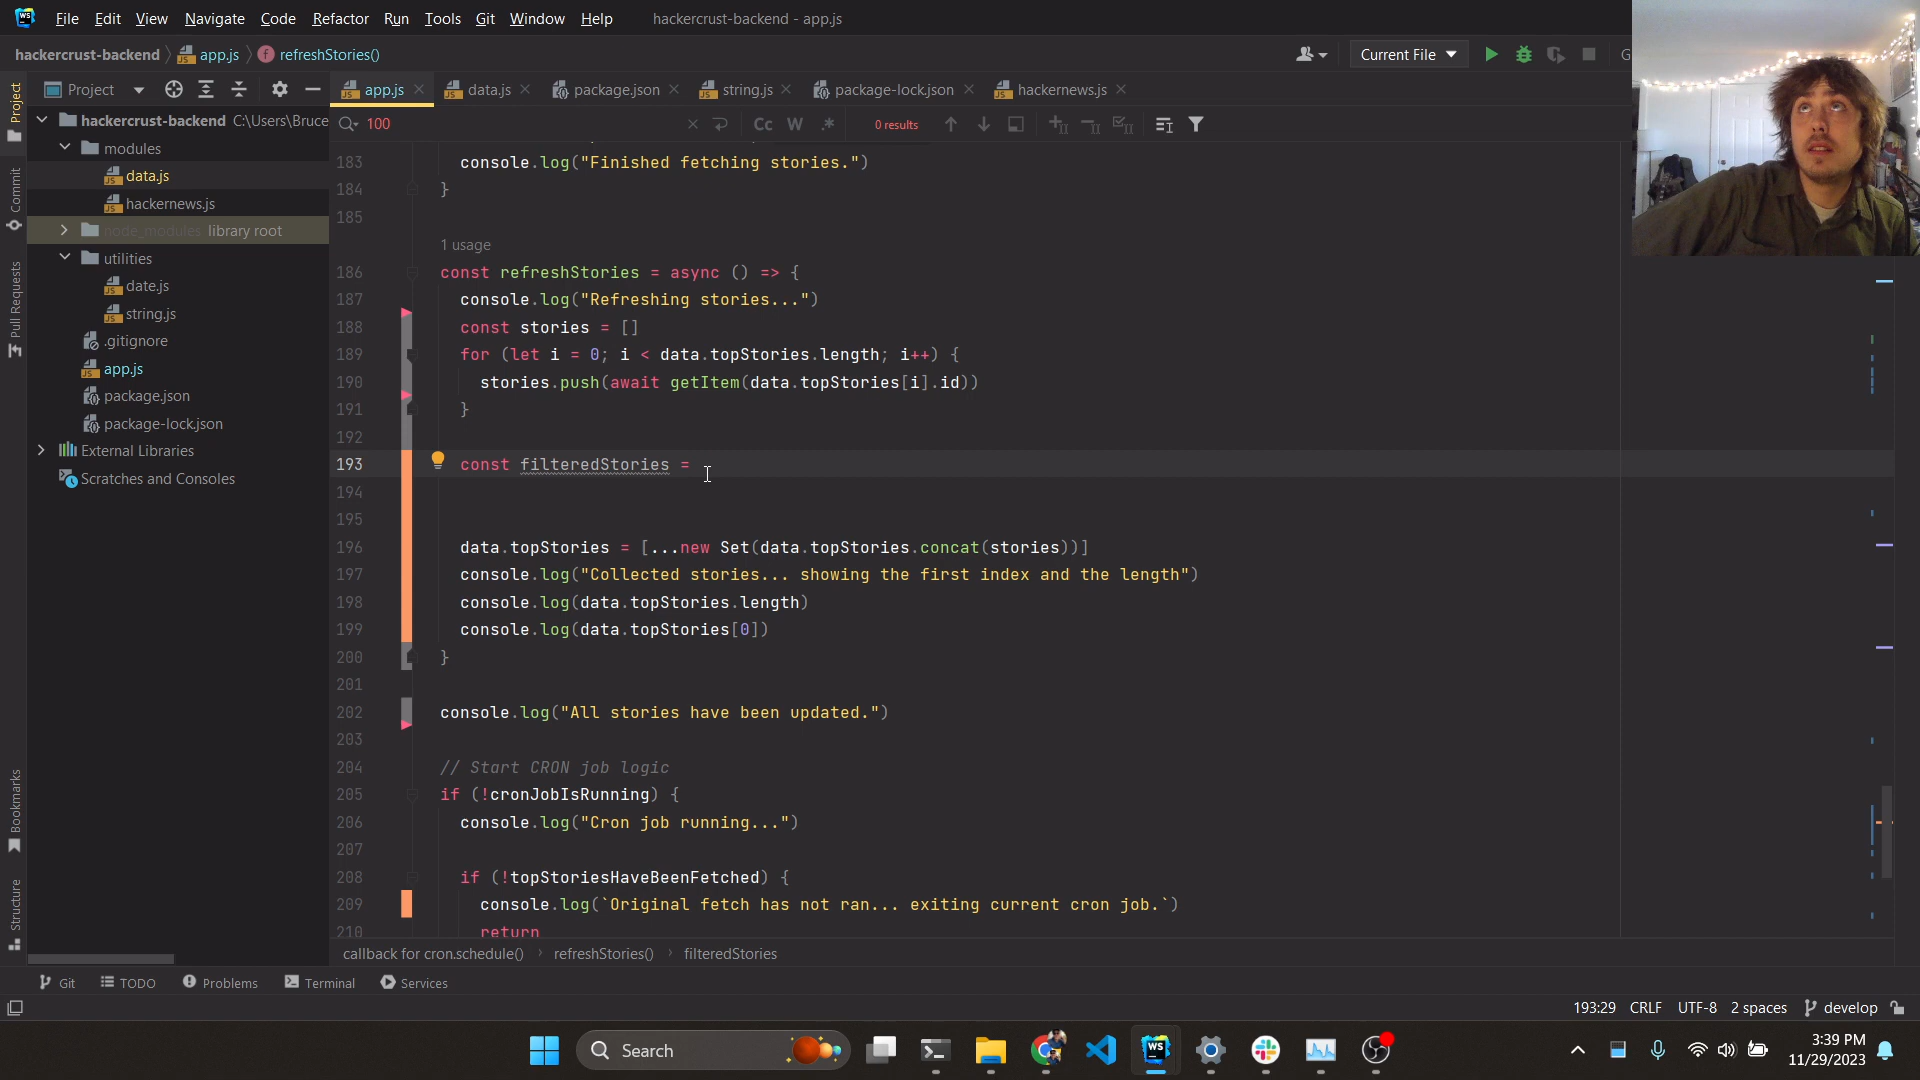 File Edit View Navigate Code Refactor Run Tools Git Window Help hackercrust-backend - app.js
hackercrust-backend app.js refreshStories() Current File G
Project app.js data.js package.json string.js package-lock.json hackernews.js
100 Cc W .* 0 results
Project
Commit
Pull Requests
Bookmarks
Structure
hackercrust-backend C:\Users\Bruce
modules
data.js
hackernews.js
node_modules library root
utilities
date.js
string.js
.gitignore
app.js
package.json
package-lock.json
External Libraries
Scratches and Consoles
183 console.log("Finished fetching stories.")
184 }
185
1 usage
186 const refreshStories = async () => {
187 console.log("Refreshing stories...")
188 const stories = []
189 for (let i = 0; i < data.topStories.length; i++) {
190 stories.push(await getItem(data.topStories[i].id))
191 }
192
193 const filteredStories =
194
195
196 data.topStories = [...new Set(data.topStories.concat(stories))]
197 console.log("Collected stories... showing the first index and the length")
198 console.log(data.topStories.length)
199 console.log(data.topStories[0])
200 }
201
202 console.log("All stories have been updated.")
203
204 // Start CRON job logic
205 if (!cronJobIsRunning) {
206 console.log("Cron job running...")
207
208 if (!topStoriesHaveBeenFetched) {
209 console.log(`Original fetch has not ran... exiting current cron job.`)
210 return
callback for cron.schedule() refreshStories() filteredStories
Git TODO Problems Terminal Services
193:29 CRLF UTF-8 2 spaces develop
Search
WS
3:39 PM
11/29/2023